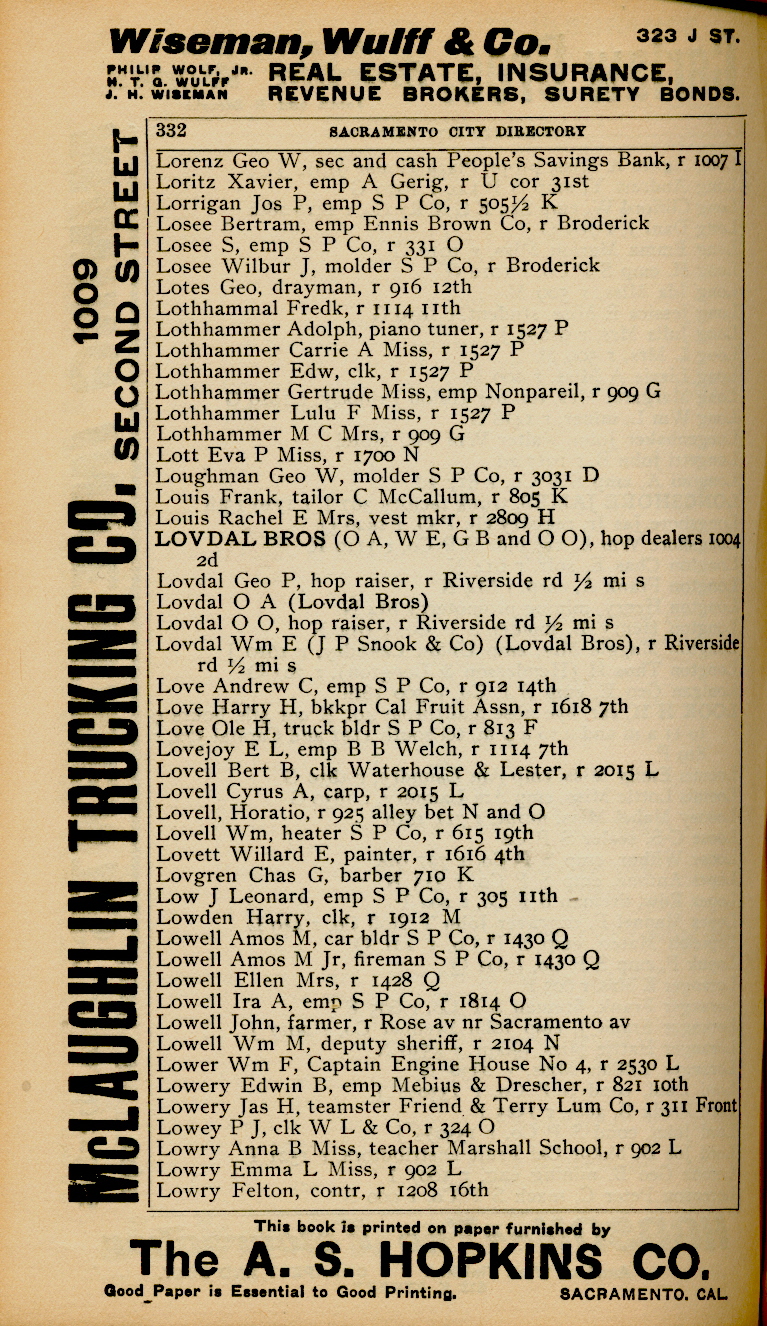 Wiseman, Wulff & Co. 323 J ST.
PHILIP WOLF, JR.
H. T. G. WULFF
J. H. WISEMAN
REAL ESTATE, INSURANCE,
REVENUE BROKERS, SURETY BONDS.
McLAUGHLIN TRUCKING CO. 1009 SECOND STREET
332 SACRAMENTO CITY DIRECTORY
Lorenz Geo W, sec and cash People's Savings Bank, r 1007 I
Loritz Xavier, emp A Gerig, r U cor 31st
Lorrigan Jos P, emp S P Co, r 505½ K
Losee Bertram, emp Ennis Brown Co, r Broderick
Losee S, emp S P Co, r 331 O
Losee Wilbur J, molder S P Co, r Broderick
Lotes Geo, drayman, r 916 12th
Lothhammal Fredk, r 1114 11th
Lothhammer Adolph, piano tuner, r 1527 P
Lothhammer Carrie A Miss, r 1527 P
Lothhammer Edw, clk, r 1527 P
Lothhammer Gertrude Miss, emp Nonpareil, r 909 G
Lothhammer Lulu F Miss, r 1527 P
Lothhammer M C Mrs, r 909 G
Lott Eva P Miss, r 1700 N
Loughman Geo W, molder S P Co, r 3031 D
Louis Frank, tailor C McCallum, r 805 K
Louis Rachel E Mrs, vest mkr, r 2809 H
LOVDAL BROS (O A, W E, G B and O O), hop dealers 1004
2d
Lovdal Geo P, hop raiser, r Riverside rd ½ mi s
Lovdal O A (Lovdal Bros)
Lovdal O O, hop raiser, r Riverside rd ½ mi s
Lovdal Wm E (J P Snook & Co) (Lovdal Bros), r Riverside
rd ½ mi s
Love Andrew C, emp S P Co, r 912 14th
Love Harry H, bkkpr Cal Fruit Assn, r 1618 7th
Love Ole H, truck bldr S P Co, r 813 F
Lovejoy E L, emp B B Welch, r 1114 7th
Lovell Bert B, clk Waterhouse & Lester, r 2015 L
Lovell Cyrus A, carp, r 2015 L
Lovell, Horatio, r 925 alley bet N and O
Lovell Wm, heater S P Co, r 615 19th
Lovett Willard E, painter, r 1616 4th
Lovgren Chas G, barber 710 K
Low J Leonard, emp S P Co, r 305 11th
Lowden Harry, clk, r 1912 M
Lowell Amos M, car bldr S P Co, r 1430 Q
Lowell Amos M Jr, fireman S P Co, r 1430 Q
Lowell Ellen Mrs, r 1428 Q
Lowell Ira A, emp S P Co, r 1814 O
Lowell John, farmer, r Rose av nr Sacramento av
Lowell Wm M, deputy sheriff, r 2104 N
Lower Wm F, Captain Engine House No 4, r 2530 L
Lowery Edwin B, emp Mebius & Drescher, r 821 10th
Lowery Jas H, teamster Friend & Terry Lum Co, r 311 Front
Lowey P J, clk W L & Co, r 324 O
Lowry Anna B Miss, teacher Marshall School, r 902 L
Lowry Emma L Miss, r 902 L
Lowry Felton, contr, r 1208 16th
This book is printed on paper furnished by
The A. S. HOPKINS CO.
Good Paper is Essential to Good Printing. SACRAMENTO. CAL.